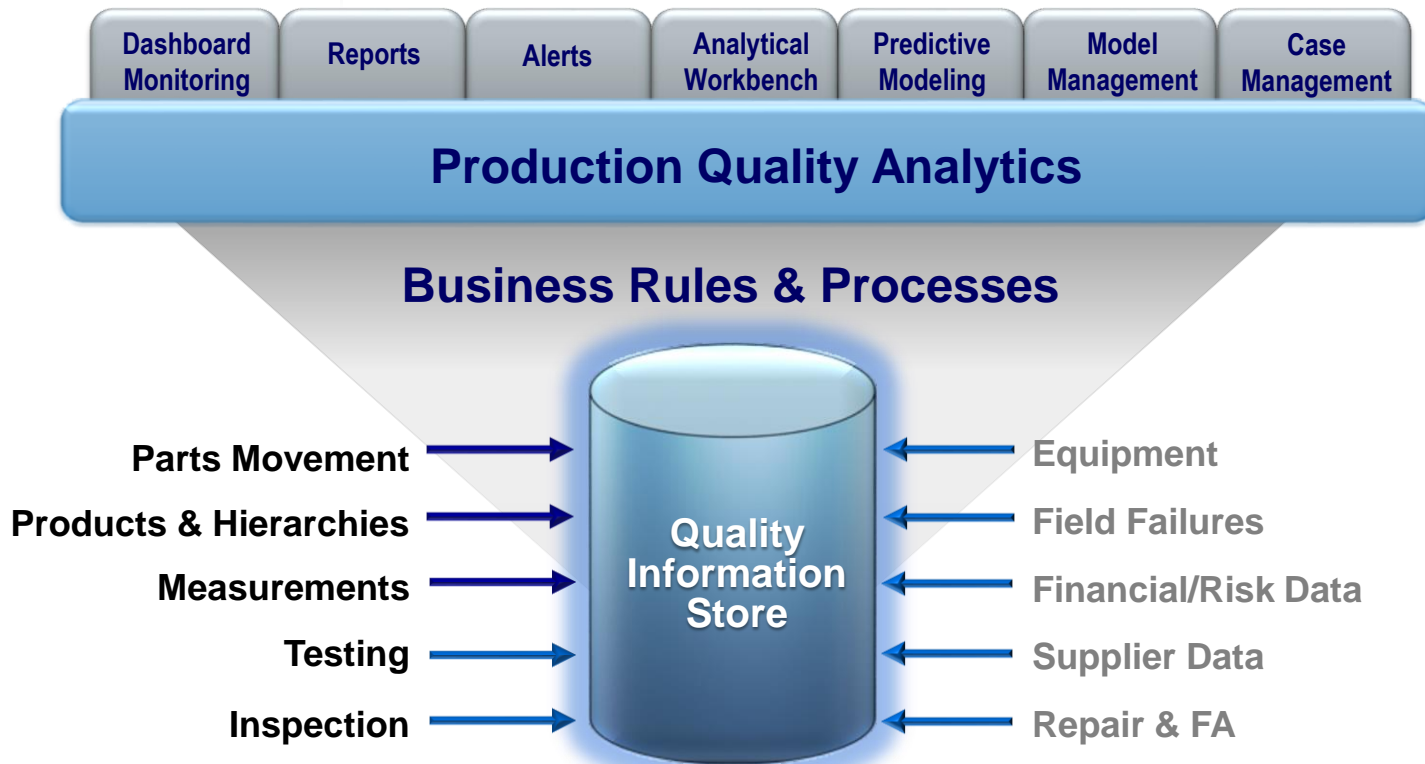 Dashboard
Monitoring
Reports
Alerts
Analytical
Workbench
Predictive
Modeling
Model
Management
Case
Management
Production Quality Analytics
Business Rules & Processes
Parts Movement
Products & Hierarchies
Measurements
Testing
Inspection
Quality
Information
Store
Equipment
Field Failures
Financial/Risk Data
Supplier Data
Repair & FA